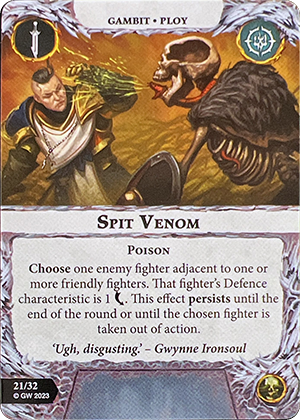 GAMBIT • PLOY
SPIT VENOM
POISON
Choose one enemy fighter adjacent to one or
more friendly fighters. That fighter's Defence
characteristic is 1 . This effect persists until the
end of the round or until the chosen fighter is
taken out of action.
'Ugh, disgusting.' – Gwynne Ironsoul
21/32
© GW 2023